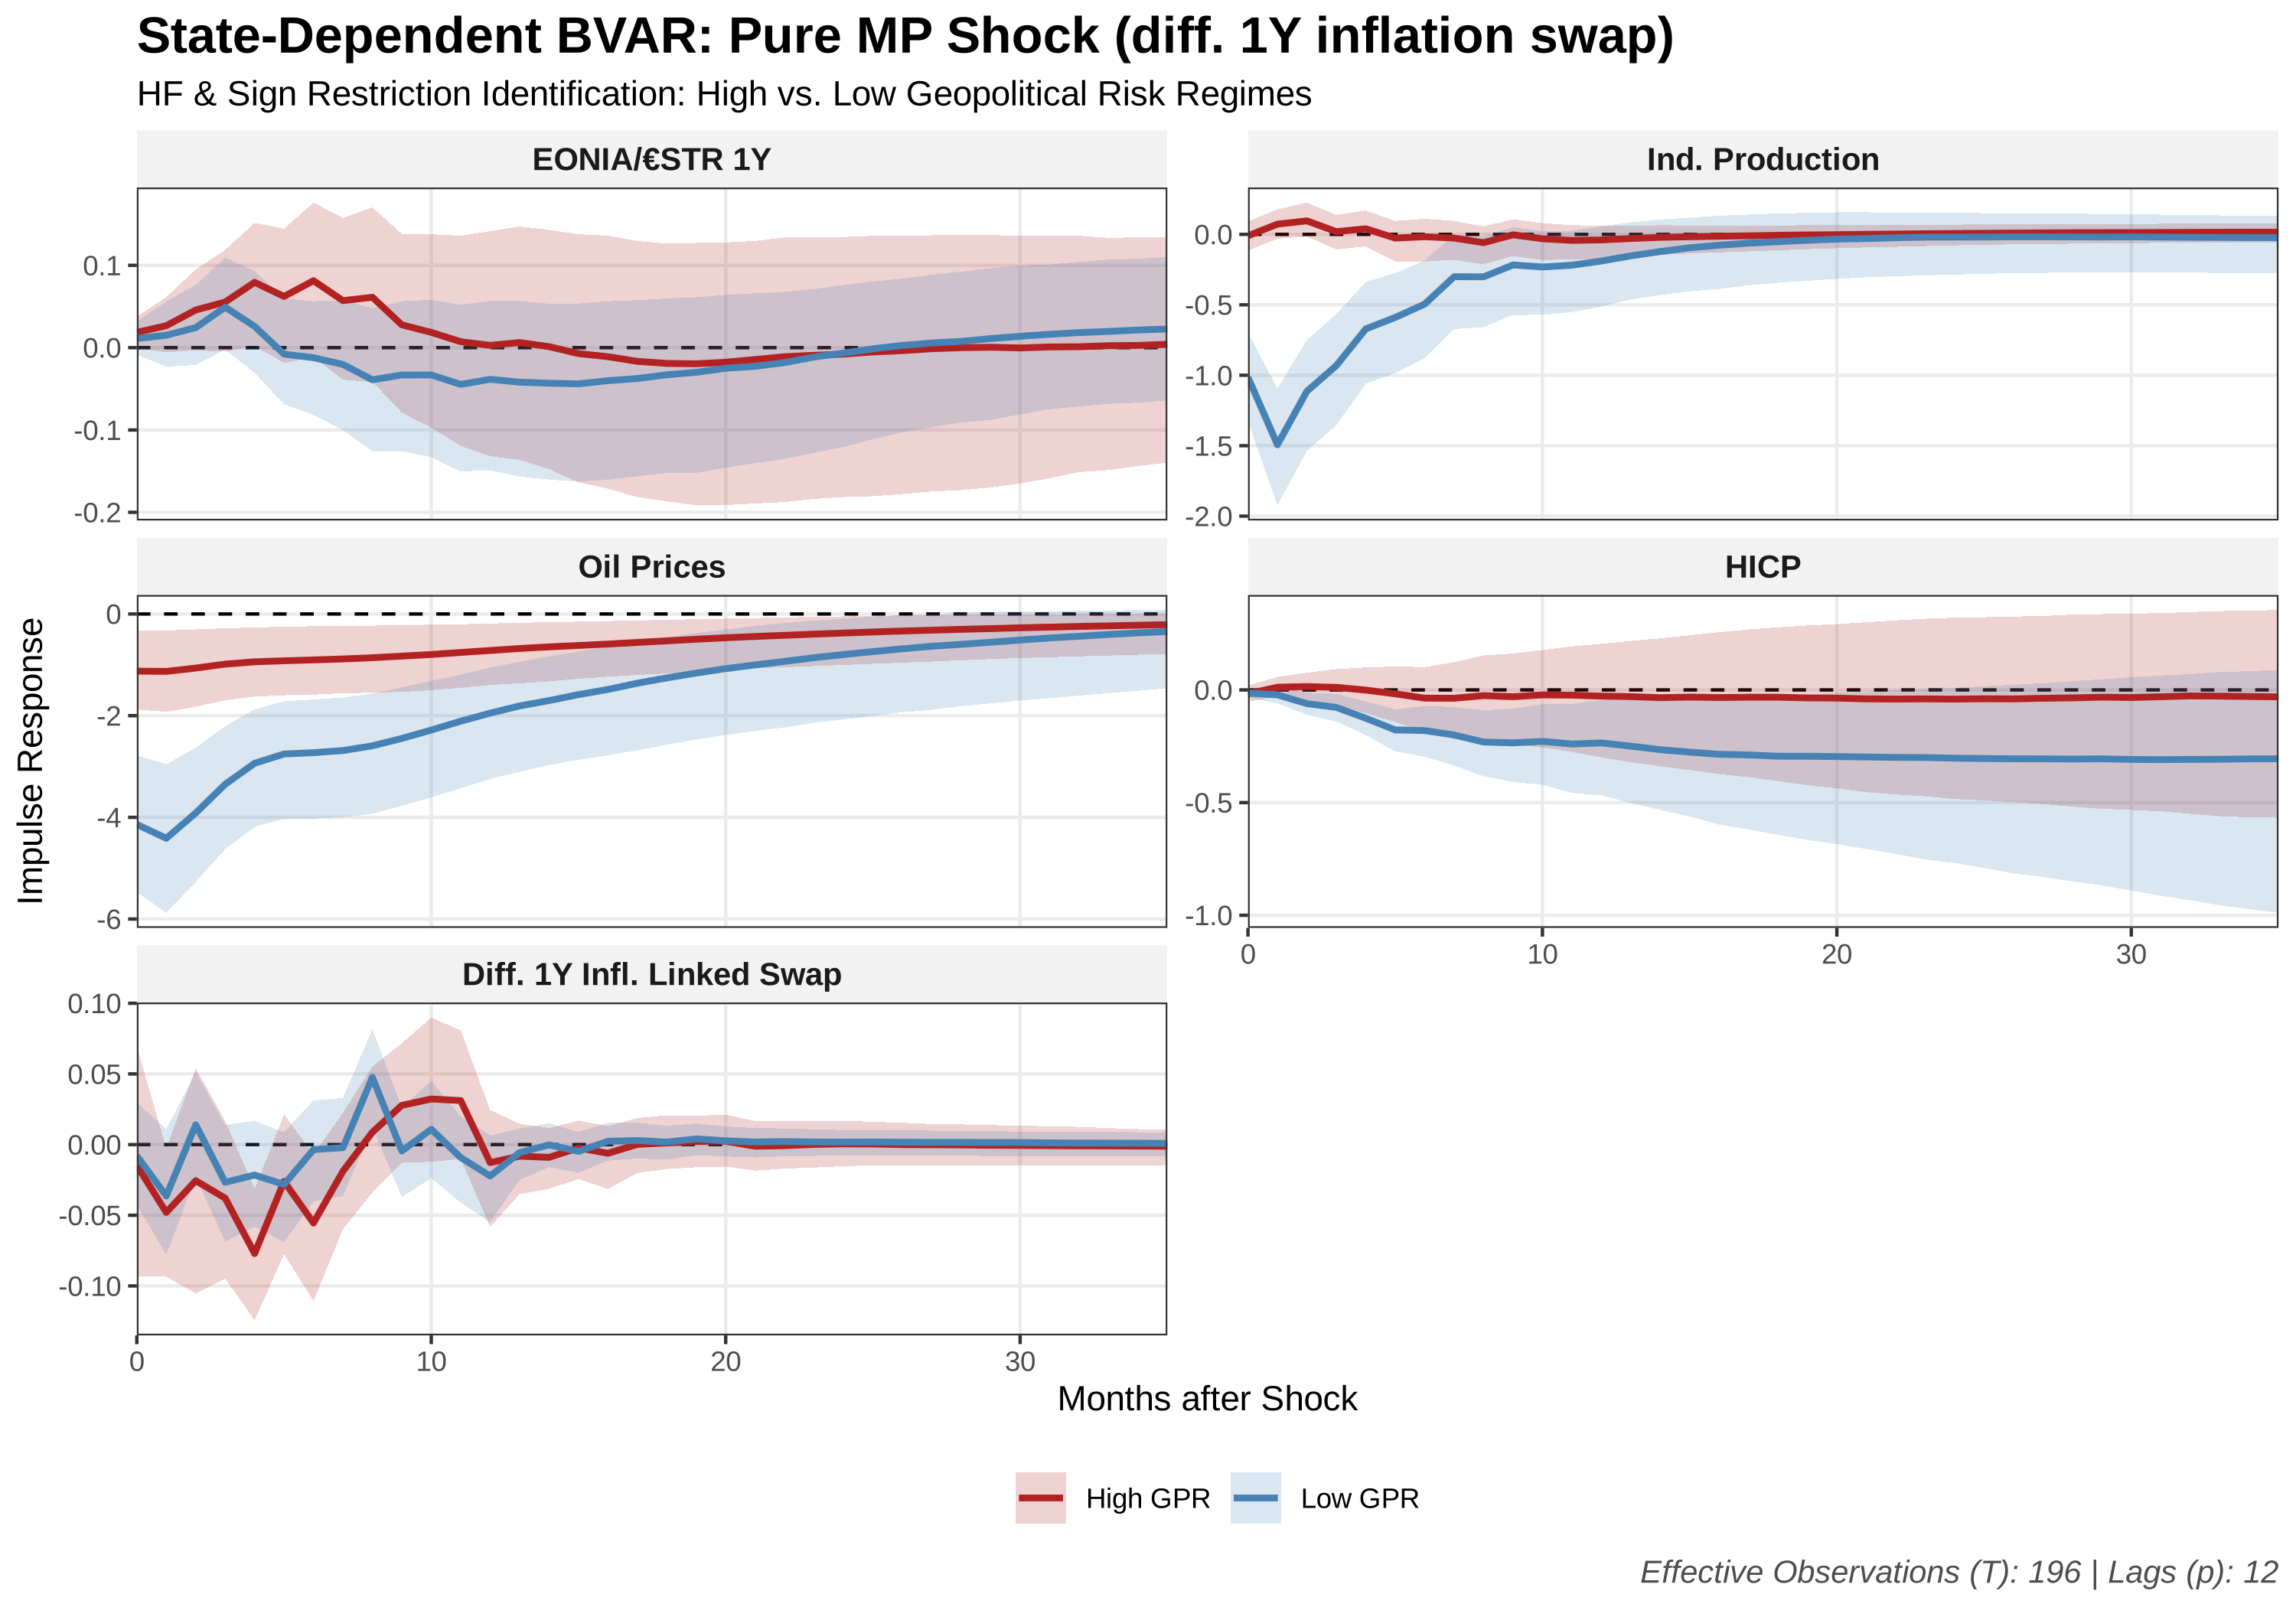 State-Dependent BVAR: Pure MP Shock (diff. 1Y inflation swap)
HF & Sign Restriction Identification: High vs. Low Geopolitical Risk Regimes
EONIA/€STR 1Y
0.1
0.0
-0.1
-0.2
Ind. Production
0.0
-0.5
-1.0
-1.5
-2.0
Oil Prices
0
-2
-4
-6
HICP
0.0
-0.5
-1.0
0 10 20 30
Diff. 1Y Infl. Linked Swap
0.10
0.05
0.00
-0.05
-0.10
0 10 20 30
Impulse Response
Months after Shock
High GPR Low GPR
Effective Observations (T): 196 | Lags (p): 12